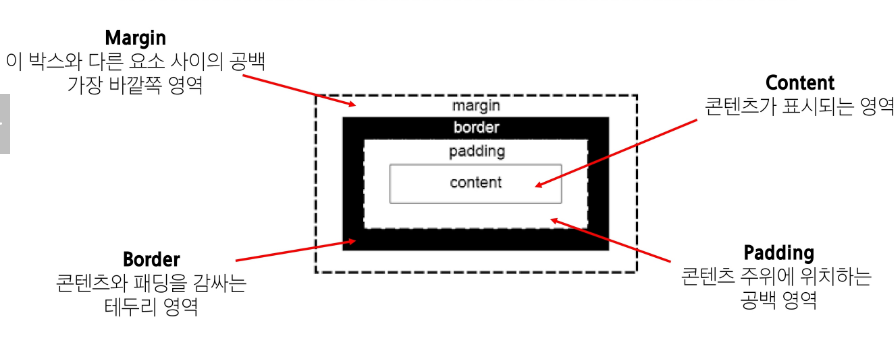 Margin
이 박스와 다른 요소 사이의 공백
가장 바깥쪽 영역
Content
콘텐츠가 표시되는 영역
margin
border
padding
content
Border
콘텐츠와 패딩을 감싸는
테두리 영역
Padding
콘텐츠 주위에 위치하는
공백 영역